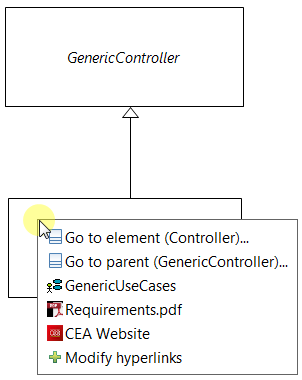 GenericController
Go to element (Controller)...
Go to parent (GenericController)...
GenericUseCases
Requirements.pdf
CEA Website
Modify hyperlinks